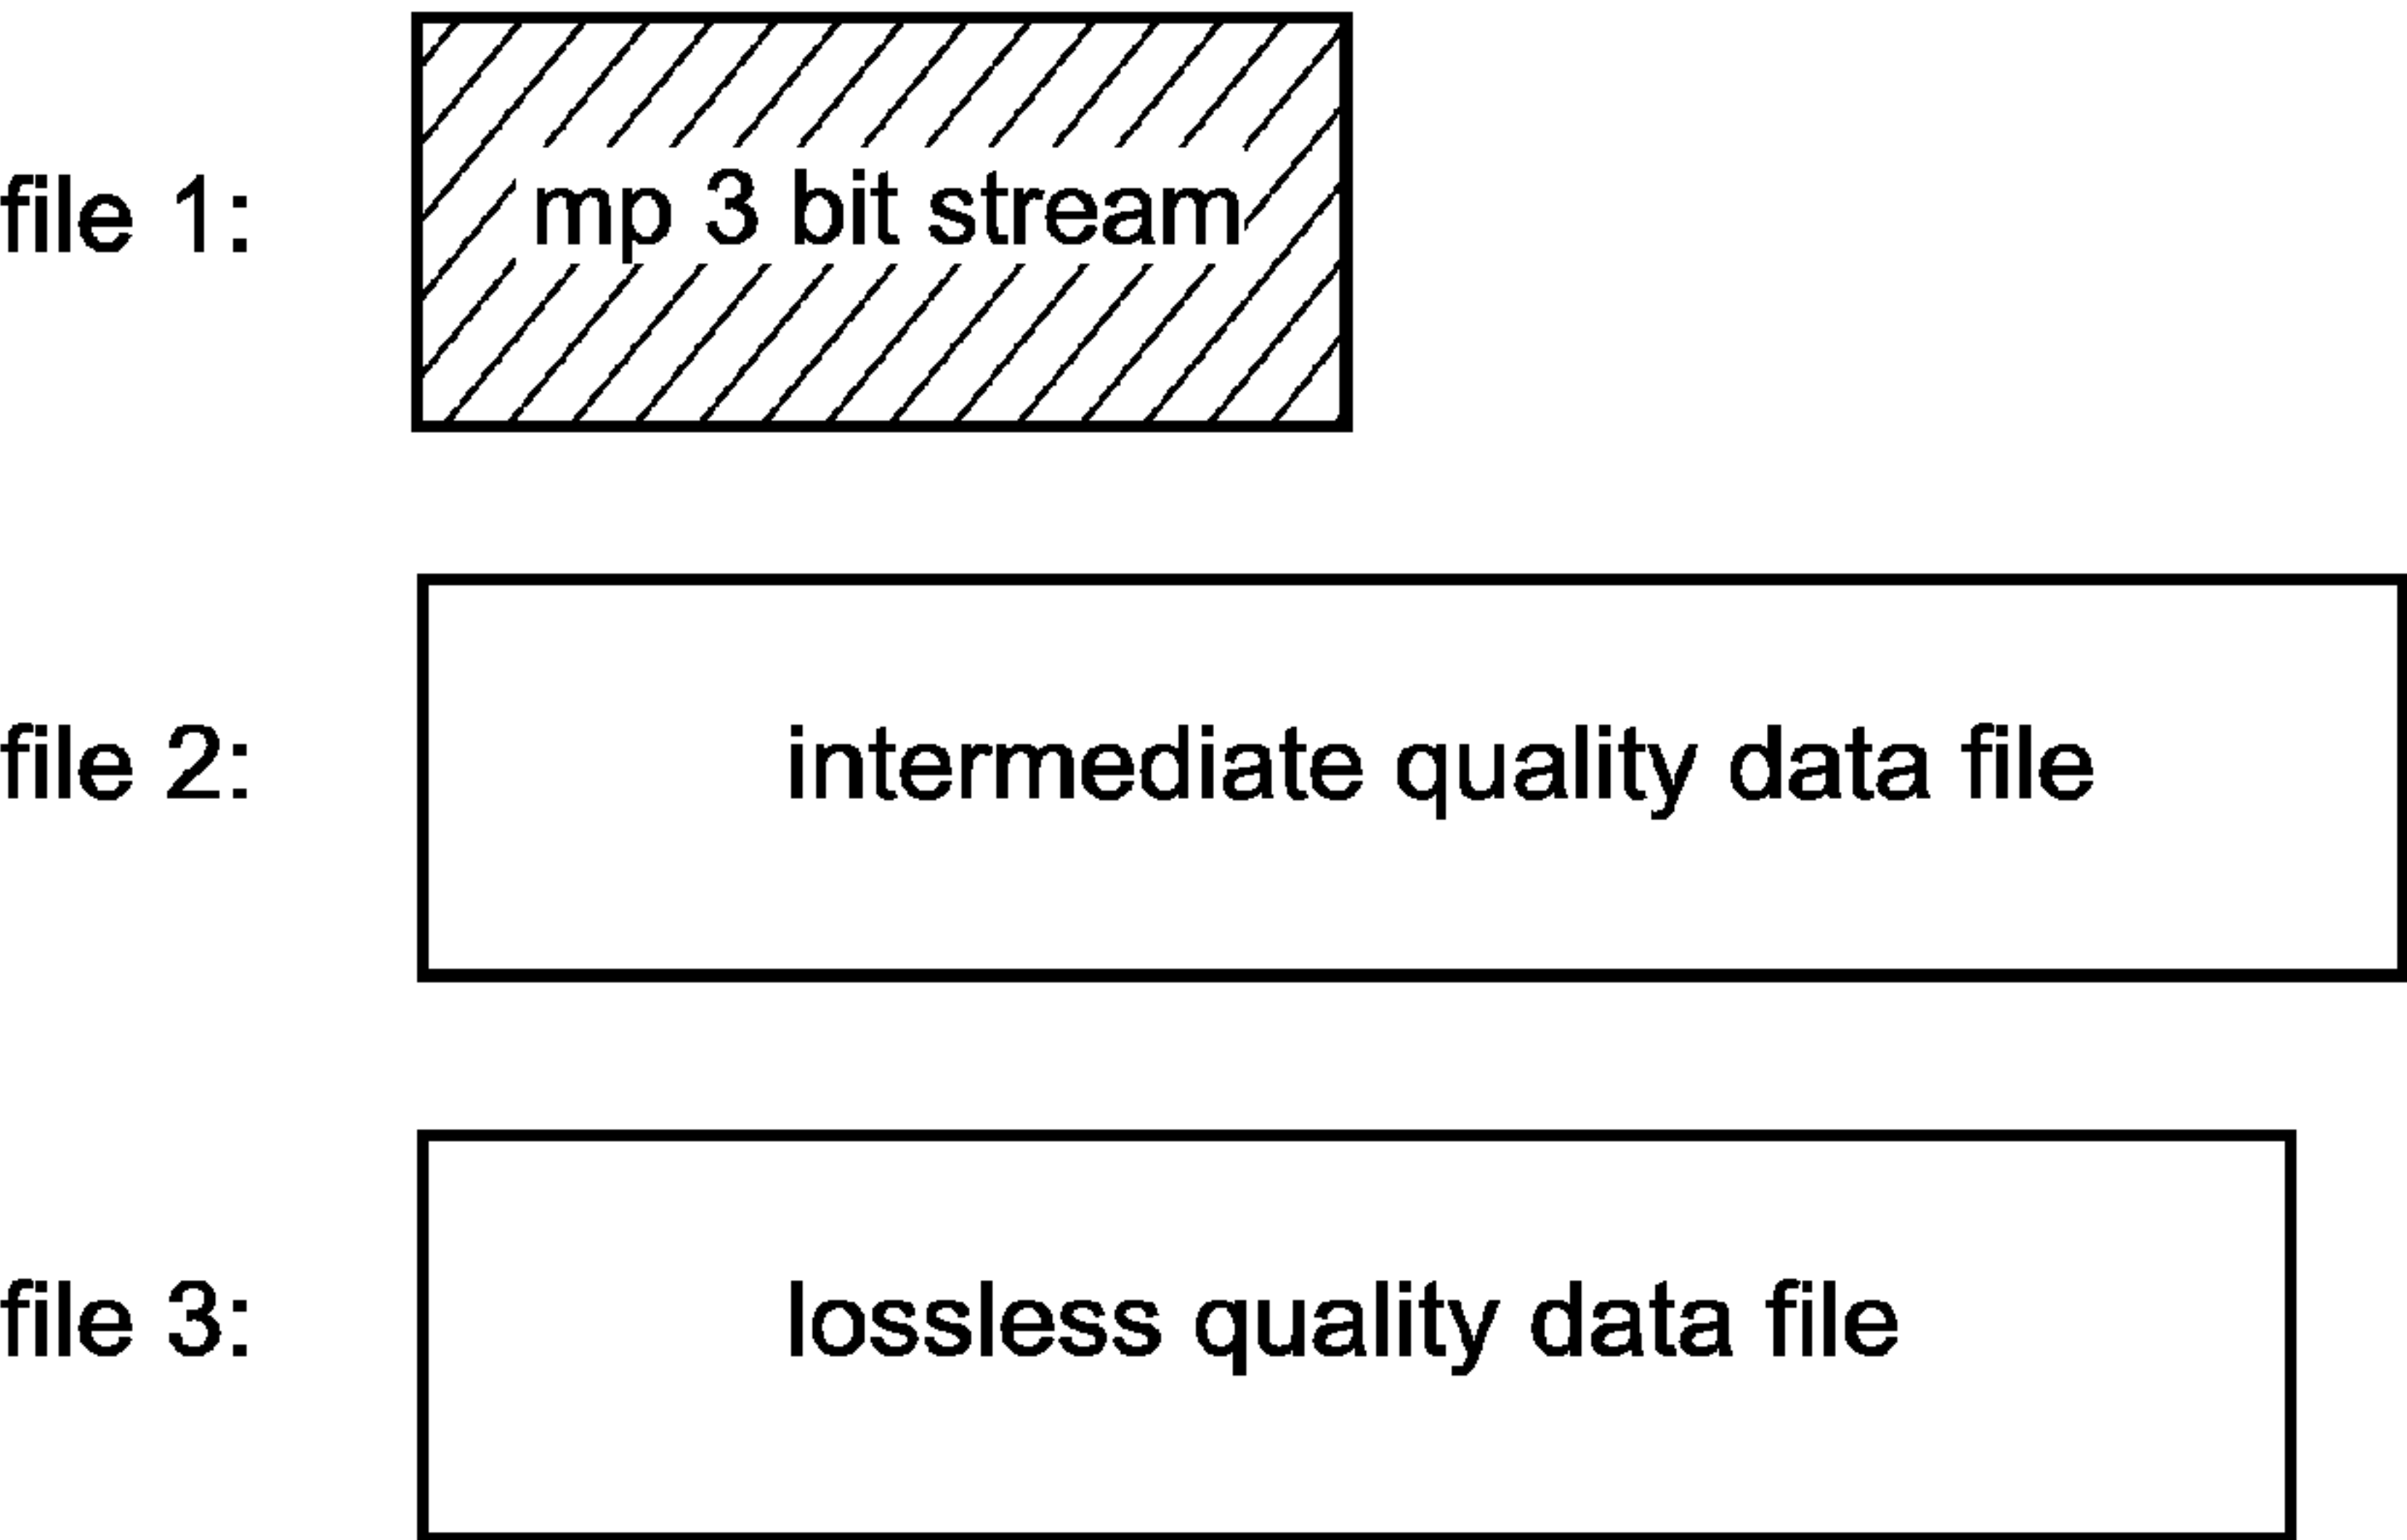 file 1: mp 3 bit stream
file 2: intermediate quality data file
file 3: lossless quality data file